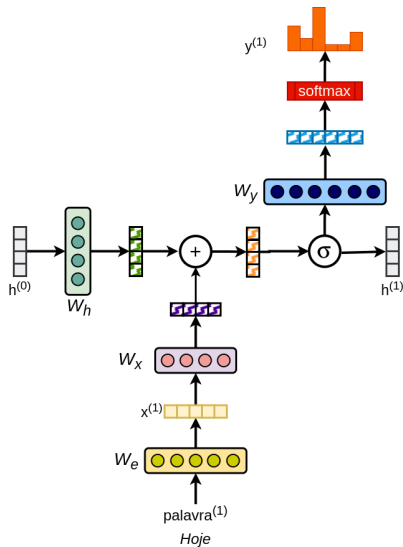 y(1)
softmax
Wy
+
σ
h(0)
h(1)
Wh
Wx
x(1)
We
palavra(1)
Hoje